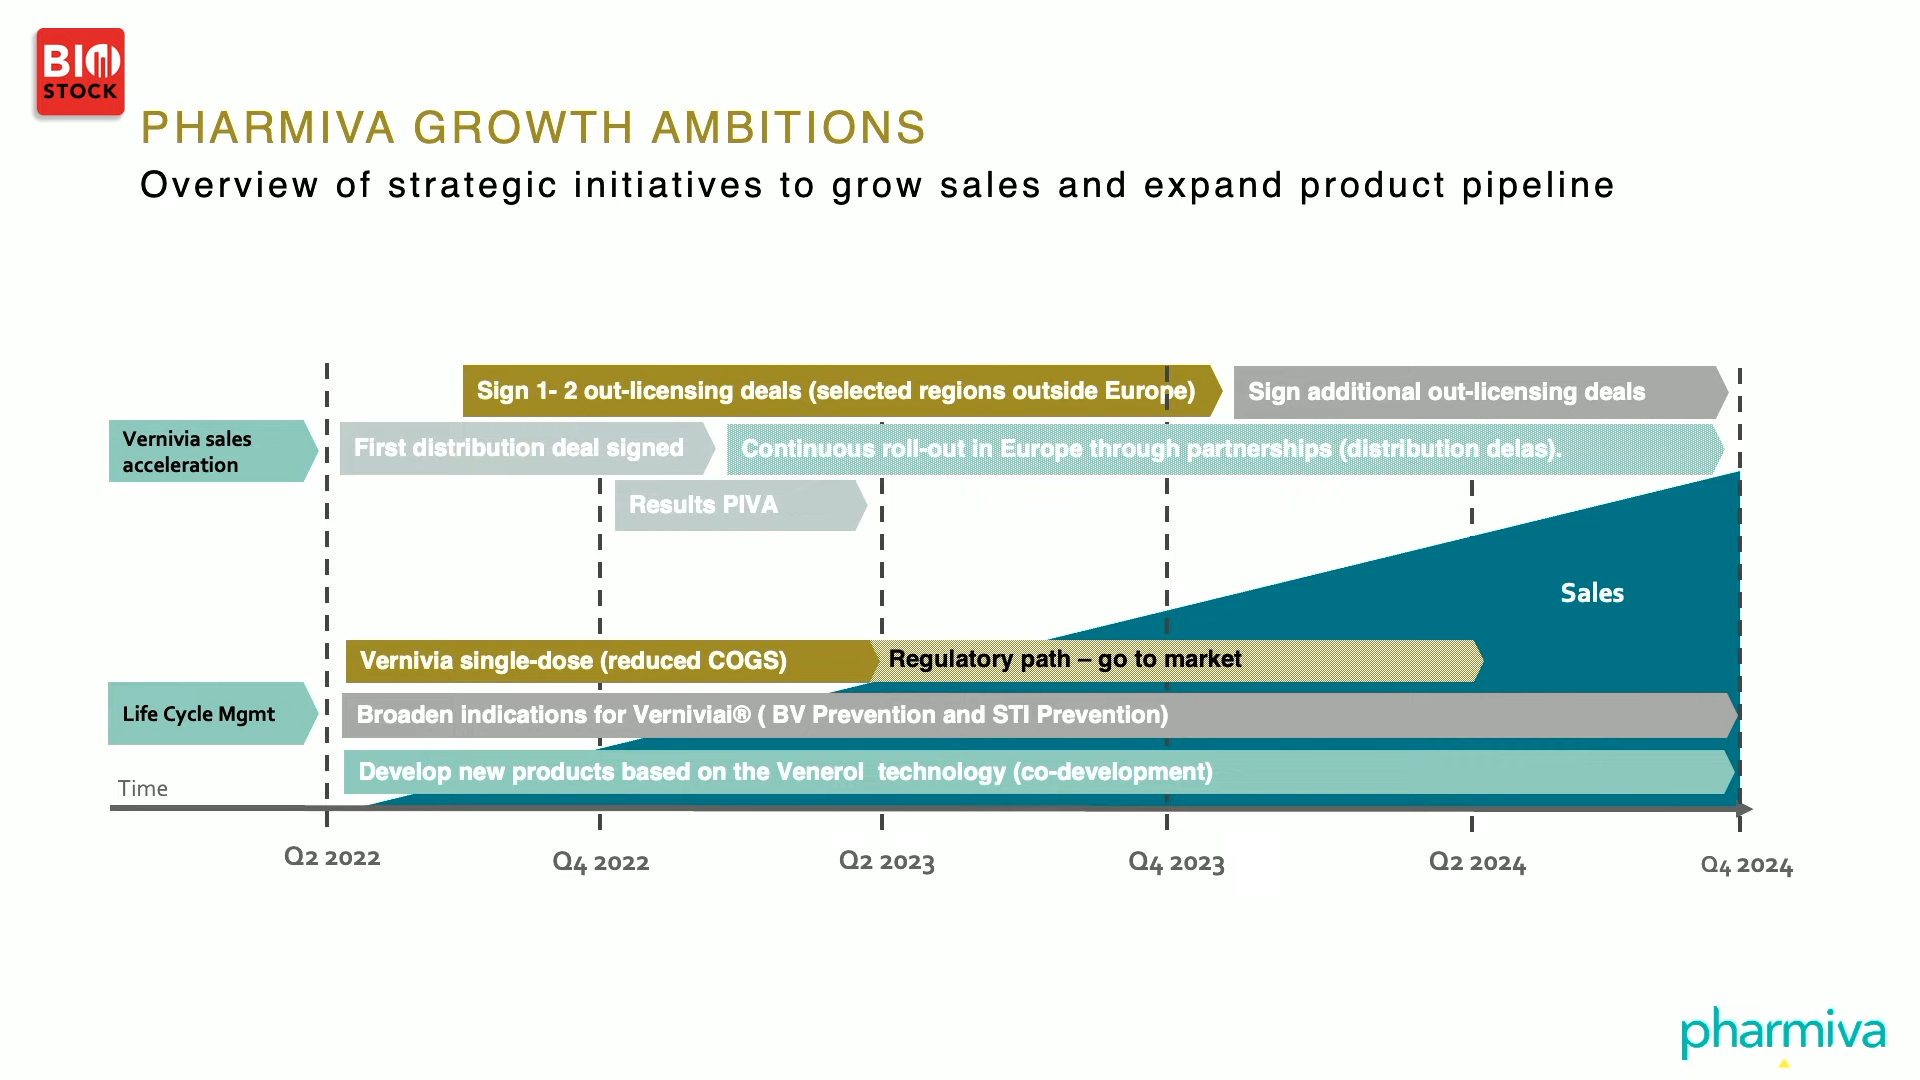 BIO
STOCK
PHARMIVA GROWTH AMBITIONS
Overview of strategic initiatives to grow sales and expand product pipeline
Sign 1- 2 out-licensing deals (selected regions outside Europe)
Sign additional out-licensing deals
Vernivia sales
acceleration
First distribution deal signed
Continuous roll-out in Europe through partnerships (distribution delas).
Results PIVA
Sales
Vernivia single-dose (reduced COGS)
Regulatory path – go to market
Life Cycle Mgmt
Broaden indications for Verniviai® ( BV Prevention and STI Prevention)
Develop new products based on the Venerol  technology (co-development)
Time
Q2 2022
Q4 2022
Q2 2023
Q4 2023
Q2 2024
Q4 2024
pharmiva